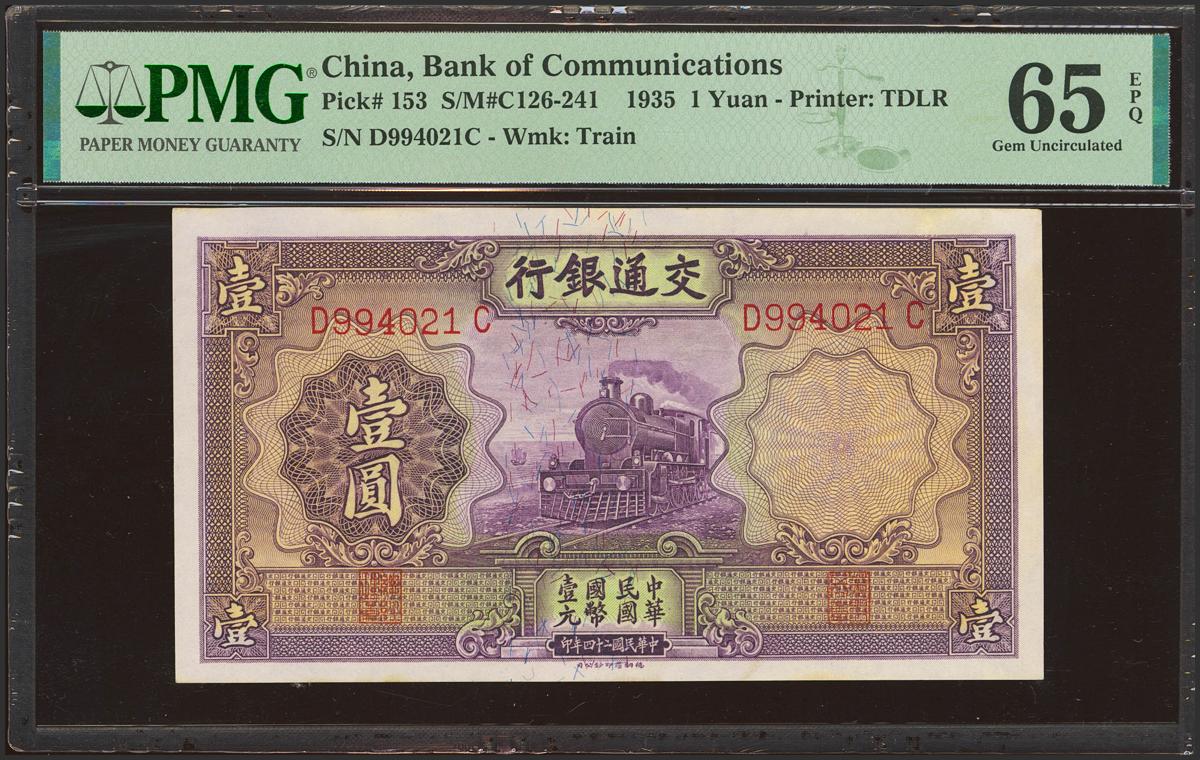 PMG®
PAPER MONEY GUARANTY
China, Bank of Communications
Pick# 153 S/M#C126-241 1935 1 Yuan - Printer: TDLR
S/N D994021C - Wmk: Train
65 EPQ
Gem Uncirculated
壹 行銀通交 壹
D994021 C D994021 C
壹圓
中華
民國
國幣
壹元
壹 壹
印年四十二國民華中